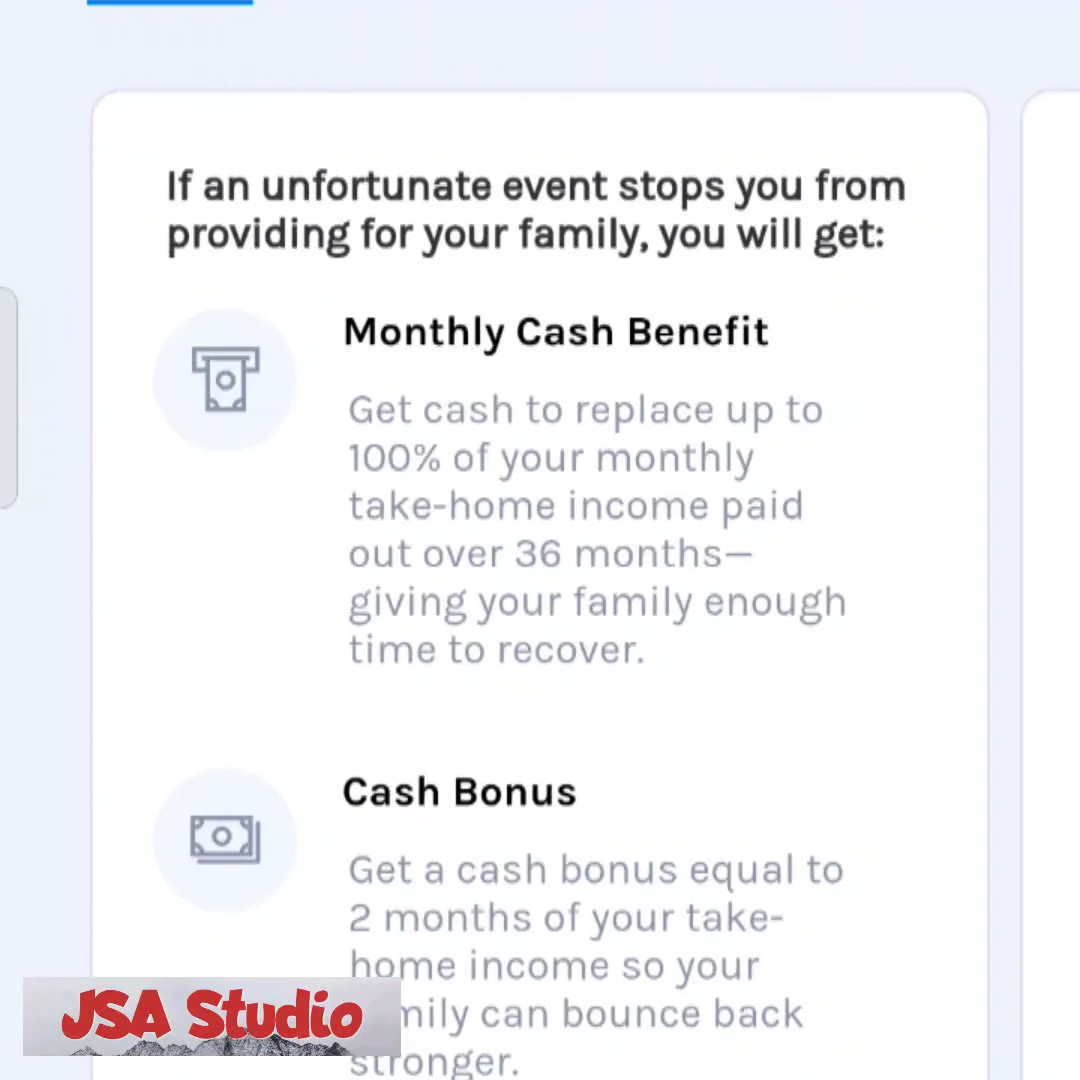 If an unfortunate event stops you from
providing for your family, you will get:
Monthly Cash Benefit
Get cash to replace up to
100% of your monthly
take-home income paid
out over 36 months—
giving your family enough
time to recover.
Cash Bonus
Get a cash bonus equal to
2 months of your take-
home income so your
mily can bounce back
stronger.
JSA Studio